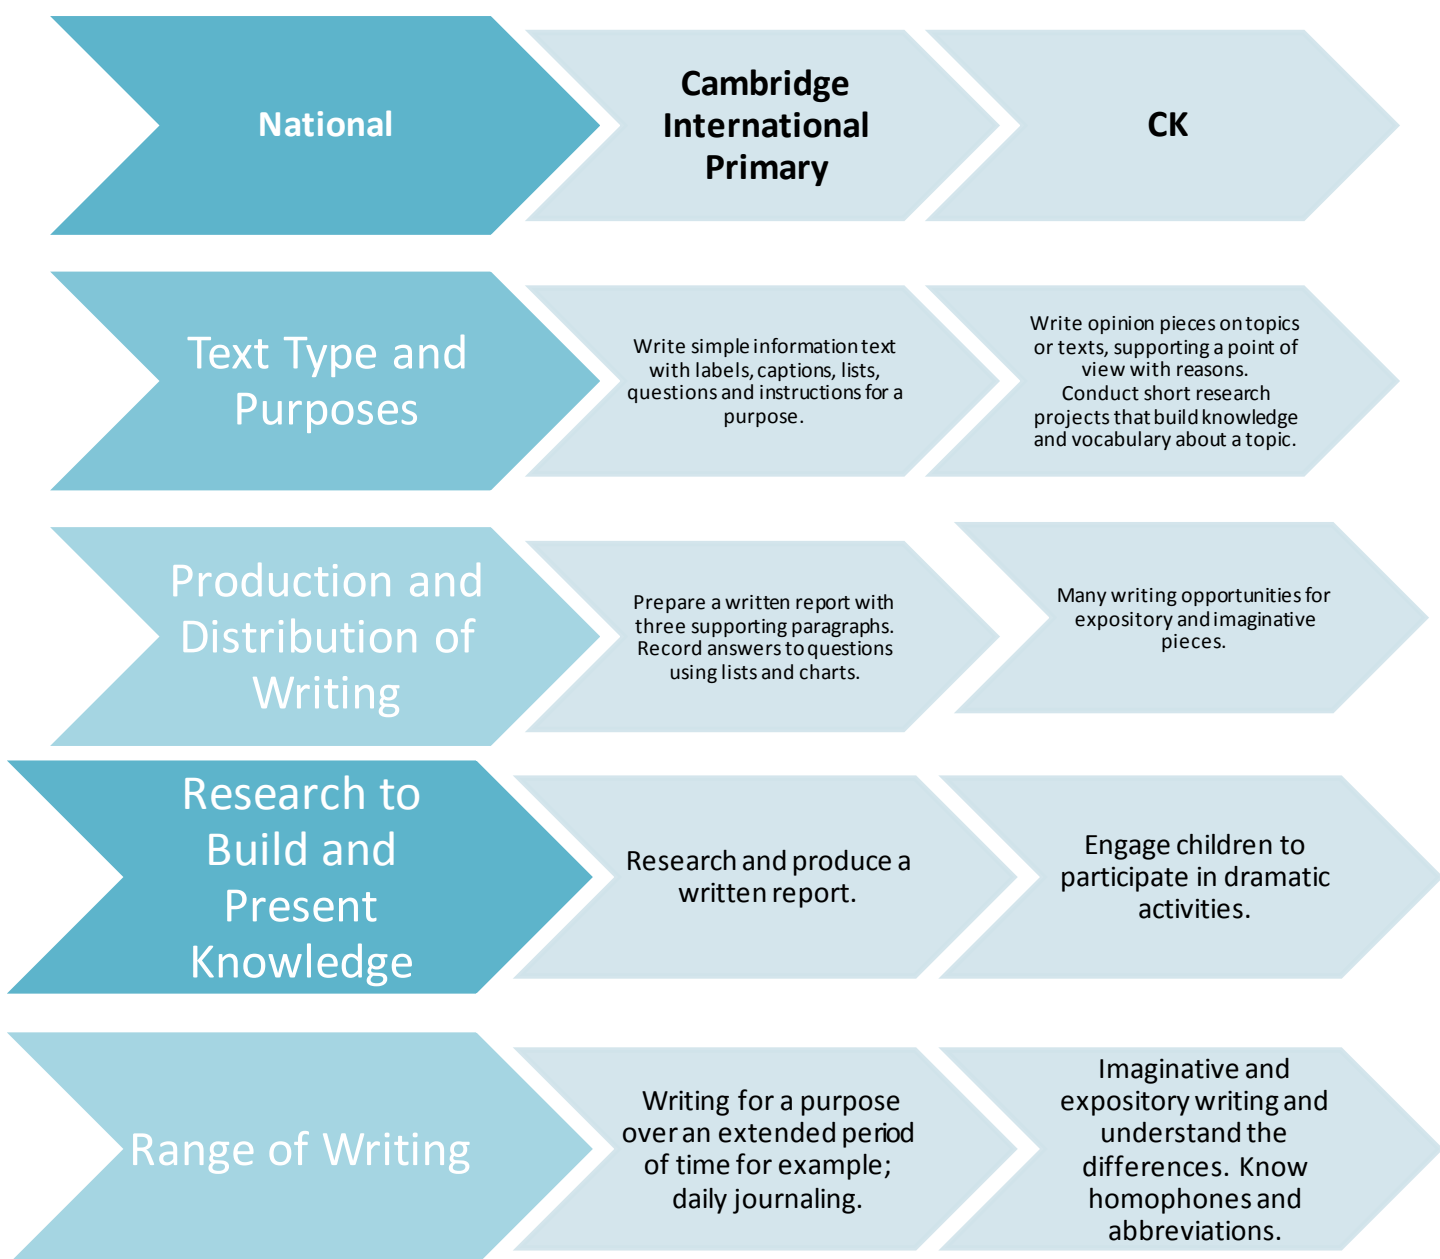 National
Cambridge
International
Primary
CK
Text Type and
Purposes
Write simple information text
with labels, captions, lists,
questions and instructions for a
purpose.
Write opinion pieces on topics
or texts, supporting a point of
view with reasons.
Conduct short research
projects that build knowledge
and vocabulary about a topic.
Production and
Distribution of
Writing
Prepare a written report with
three supporting paragraphs.
Record answers to questions
using lists and charts.
Many writing opportunities for
expository and imaginative
pieces.
Research to
Build and
Present
Knowledge
Research and produce a
written report.
Engage children to
participate in dramatic
activities.
Range of Writing
Writing for a purpose
over an extended period
of time for example;
daily journaling.
Imaginative and
expository writing and
understand the
differences. Know
homophones and
abbreviations.